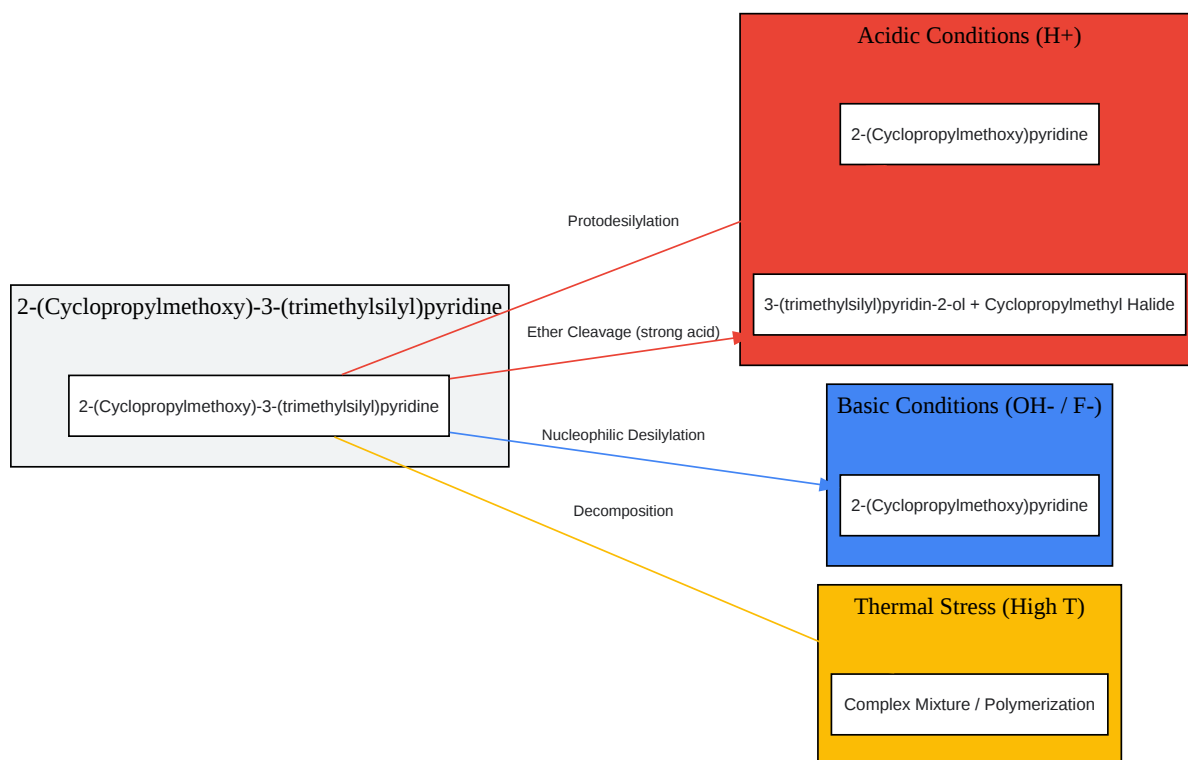 Acidic Conditions (H+)
2-(Cyclopropylmethoxy)pyridine
Protodesilylation
3-(trimethylsilyl)pyridin-2-ol + Cyclopropylmethyl Halide
2-(Cyclopropylmethoxy)-3-(trimethylsilyl)pyridine
Ether Cleavage (strong acid)
2-(Cyclopropylmethoxy)-3-(trimethylsilyl)pyridine
Basic Conditions (OH- / F-)
Nucleophilic Desilylation
2-(Cyclopropylmethoxy)pyridine
Decomposition
Thermal Stress (High T)
Complex Mixture / Polymerization